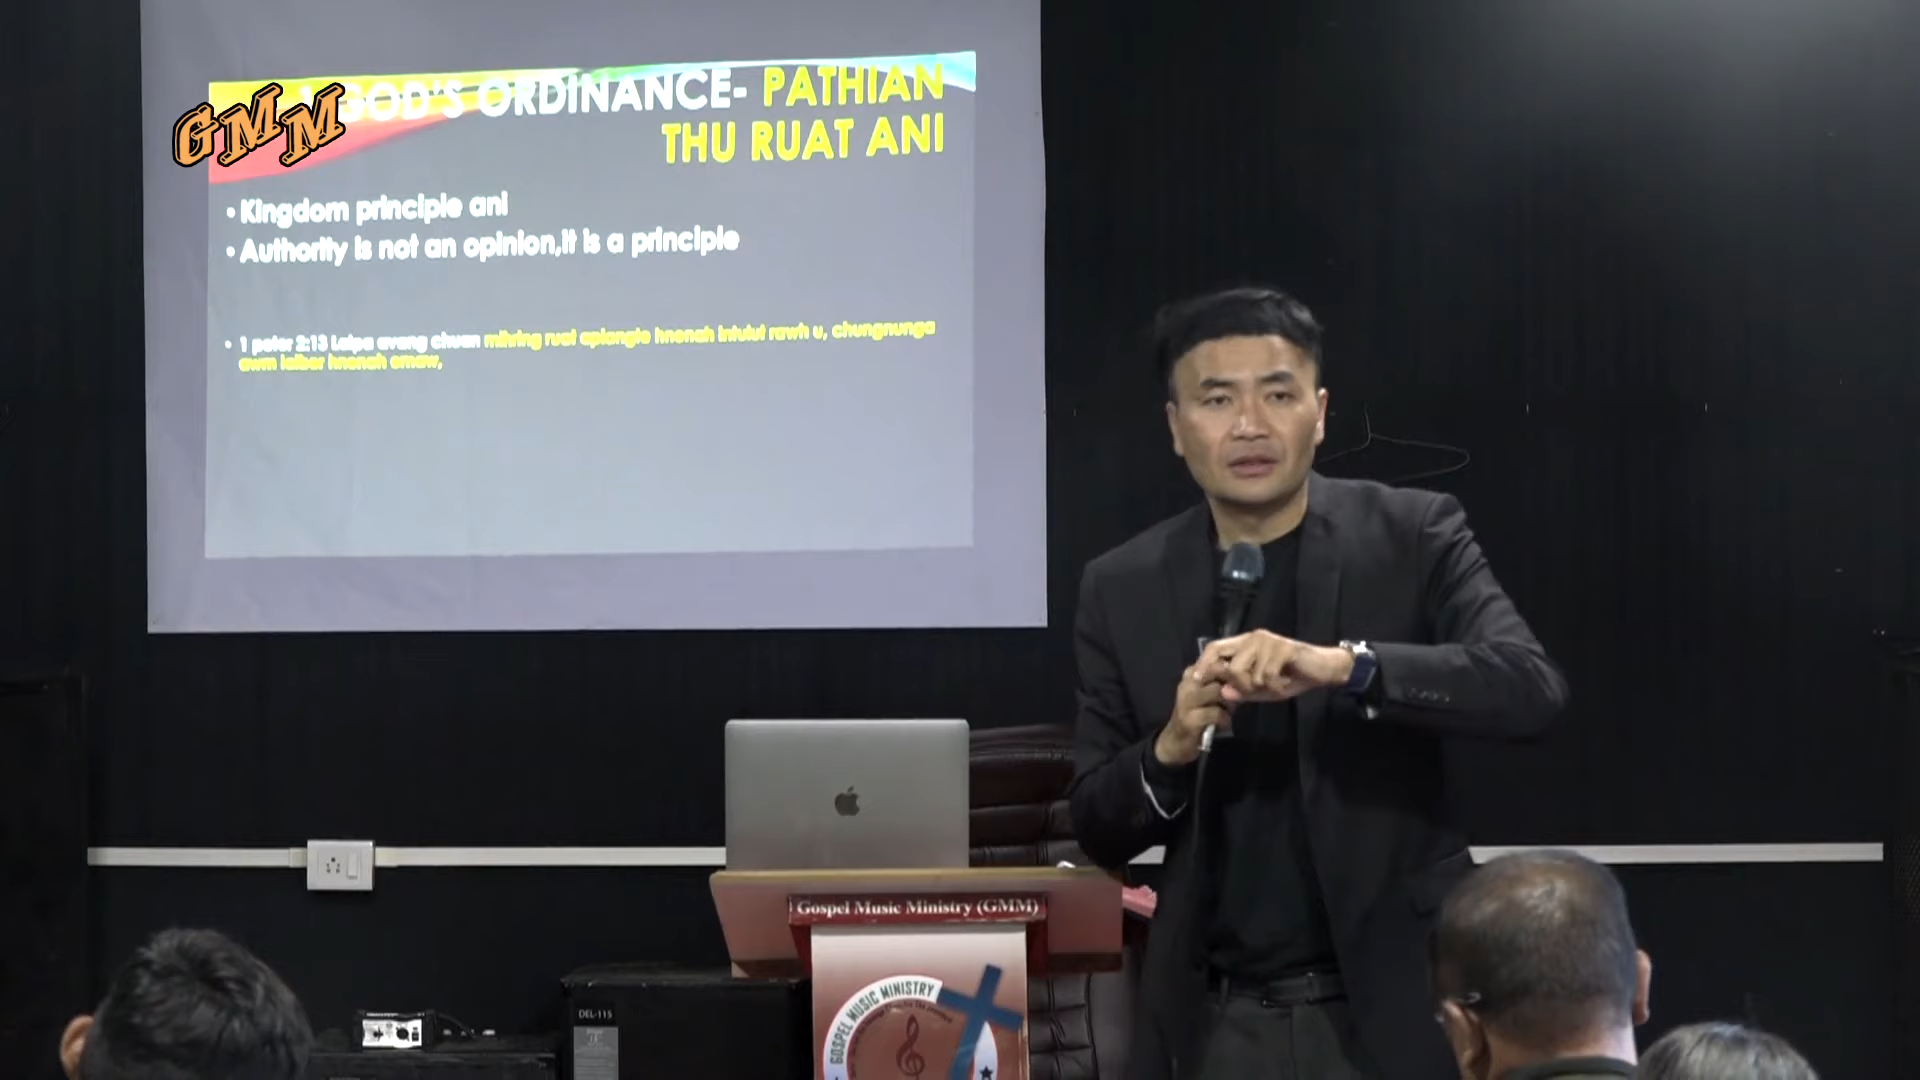 GOD'S ORDINANCE- PATHIAN
THU RUAT ANI
GMM
• Kingdom principle ani
• Authority is not an opinion,it is a principle
• 1 peter 2:13 Lalpa avang chuan mihring ruat apiangte hnenah intulut rawh u, chungnunga
awm lalber hnenah emaw,
Gospel Music Ministry (GMM)
GOSPEL MUSIC MINISTRY
DEL-115